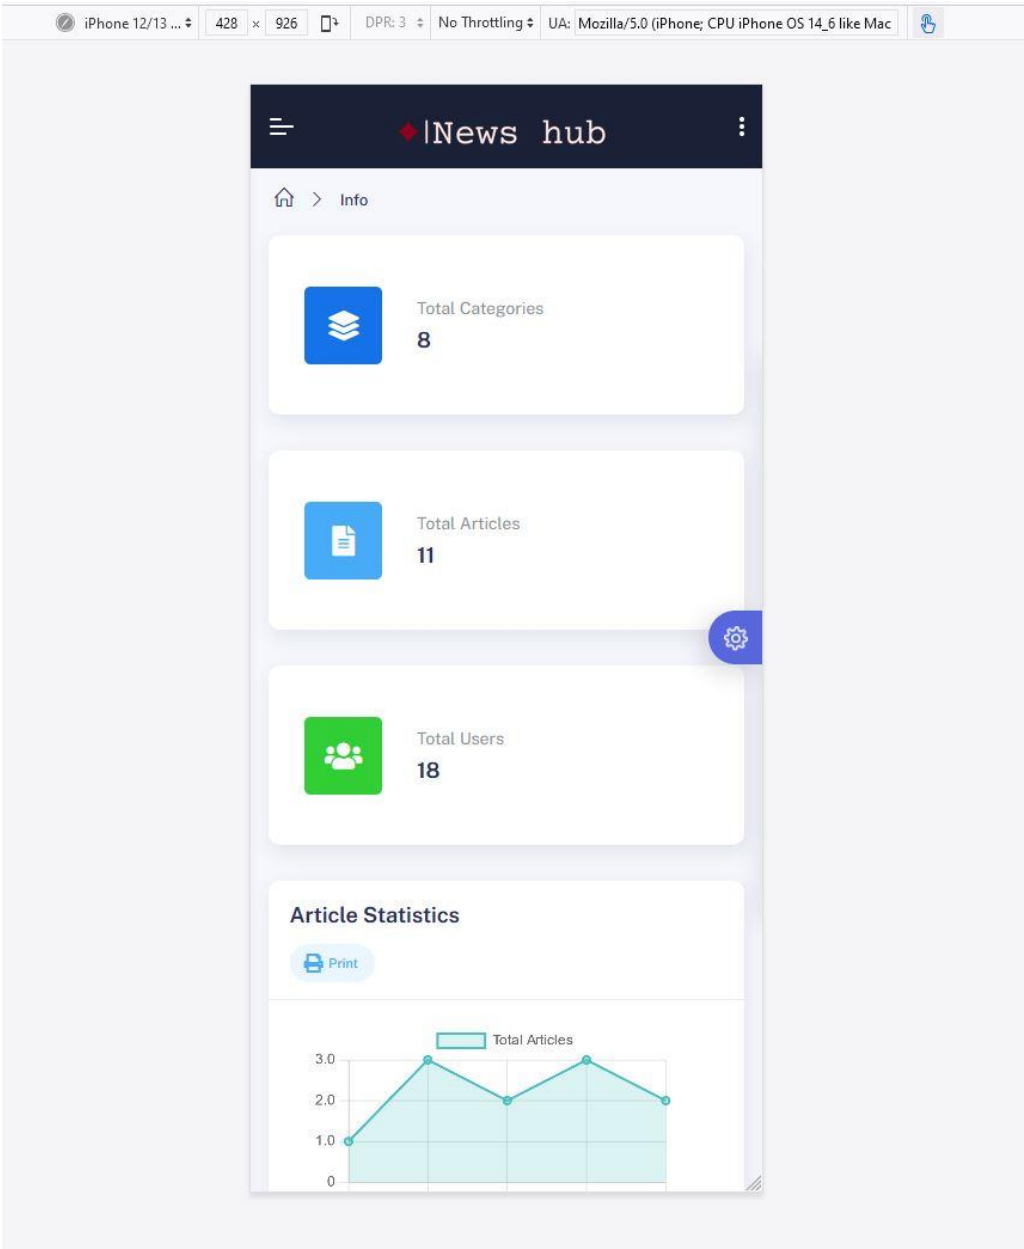 iPhone 12/13 ... 428 × 926 DPR: 3 No Throttling UA: Mozilla/5.0 (iPhone; CPU iPhone OS 14_6 like Mac
|News hub
Info
Total Categories
8
Total Articles
11
Total Users
18
Article Statistics
Print
Total Articles
3.0
2.0
1.0
0